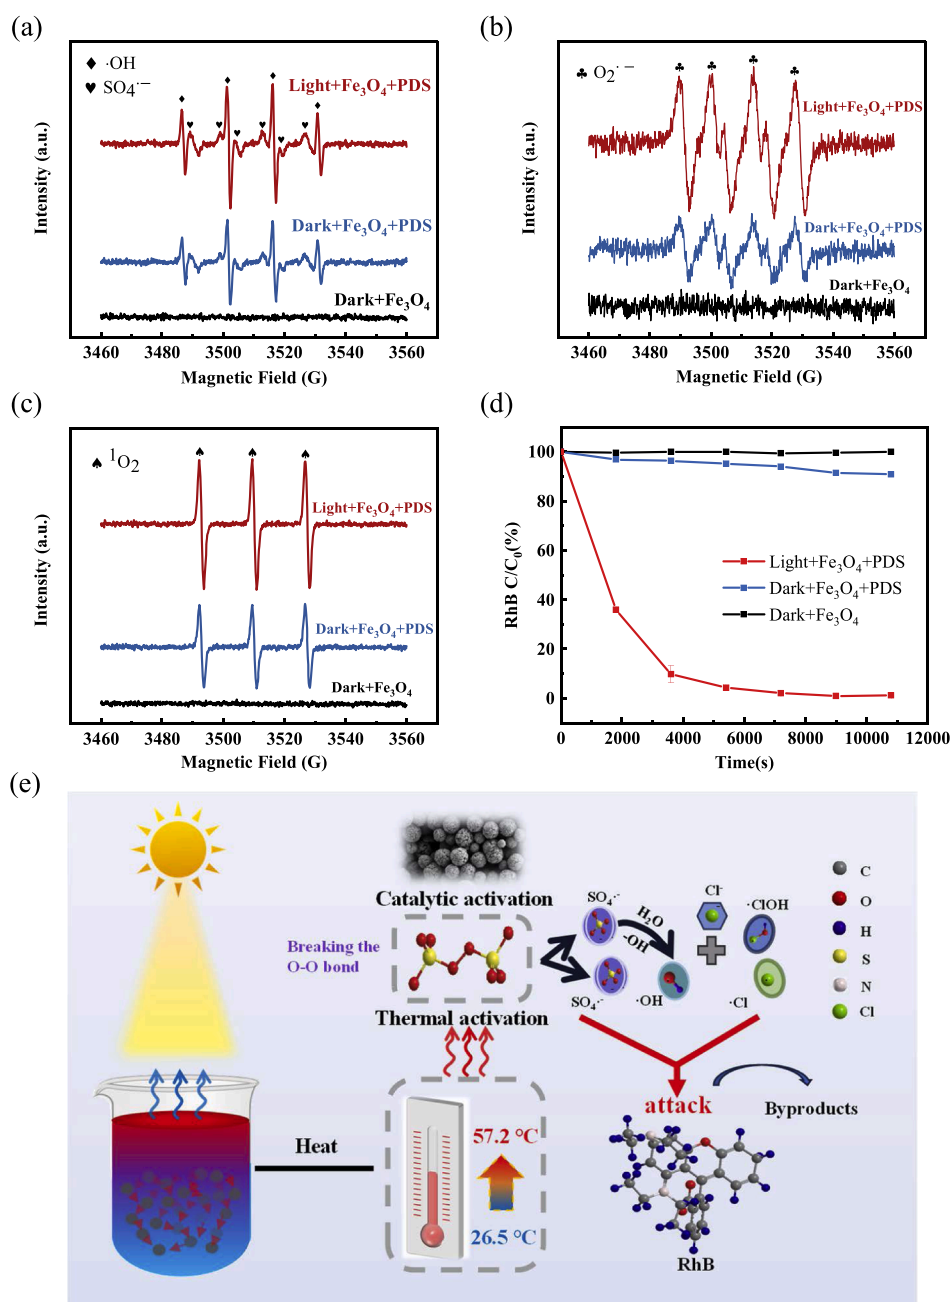 (a)
♦ ·OH
♥ SO₄·−
Light+Fe₃O₄+PDS
Dark+Fe₃O₄+PDS
Dark+Fe₃O₄
Intensity (a.u.)
3460 3480 3500 3520 3540 3560
Magnetic Field (G)
(b)
♣ O₂·−
Light+Fe₃O₄+PDS
Dark+Fe₃O₄+PDS
Dark+Fe₃O₄
Intensity (a.u.)
3460 3480 3500 3520 3540 3560
Magnetic Field (G)
(c)
♠ ¹O₂
Light+Fe₃O₄+PDS
Dark+Fe₃O₄+PDS
Dark+Fe₃O₄
Intensity (a.u.)
3460 3480 3500 3520 3540 3560
Magnetic Field (G)
(d)
100
80
60
40
20
0
RhB C/C₀(%)
Light+Fe₃O₄+PDS
Dark+Fe₃O₄+PDS
Dark+Fe₃O₄
0 2000 4000 6000 8000 10000 12000
Time(s)
(e)
Catalytic activation
Breaking the
O-O bond
Thermal activation
SO₄·−
H₂O
-OH
SO₄·−
·OH
Cl⁻
·ClOH
·Cl
C
O
H
S
N
Cl
attack
Byproducts
RhB
Heat
57.2 °C
26.5 °C